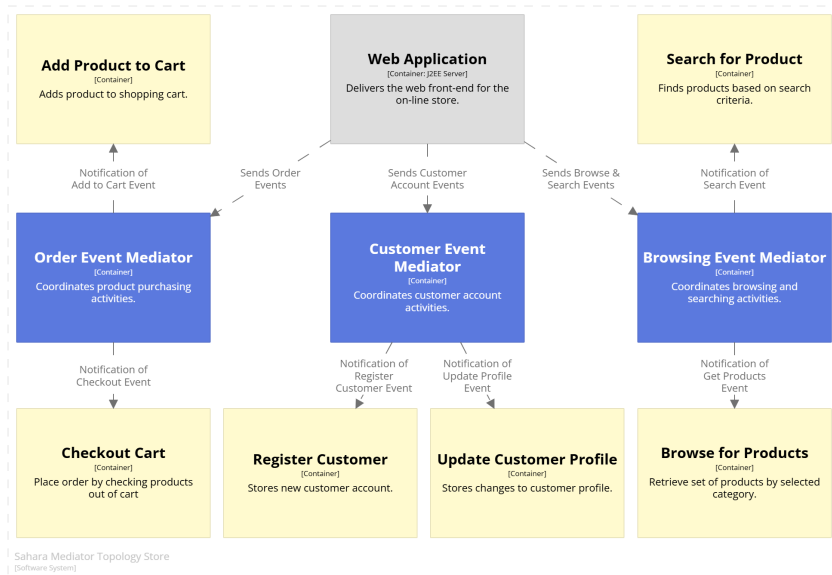 Add Product to Cart
[Container]
Adds product to shopping cart.
Web Application
[Container: J2EE Server]
Delivers the web front-end for the
on-line store.
Search for Product
[Container]
Finds products based on search
criteria.
Notification of
Add to Cart Event
Sends Order
Events
Sends Customer
Account Events
Sends Browse &
Search Events
Notification of
Search Event
Order Event Mediator
[Container]
Coordinates product purchasing
activities.
Customer Event
Mediator
[Container]
Coordinates customer account
activities.
Browsing Event Mediator
[Container]
Coordinates browsing and
searching activities.
Notification of
Checkout Event
Notification of
Register
Customer Event
Notification of
Update Profile
Event
Notification of
Get Products
Event
Checkout Cart
[Container]
Place order by checking products
out of cart
Register Customer
[Container]
Stores new customer account.
Update Customer Profile
[Container]
Stores changes to customer profile.
Browse for Products
[Container]
Retrieve set of products by selected
category.
Sahara Mediator Topology Store
[Software System]